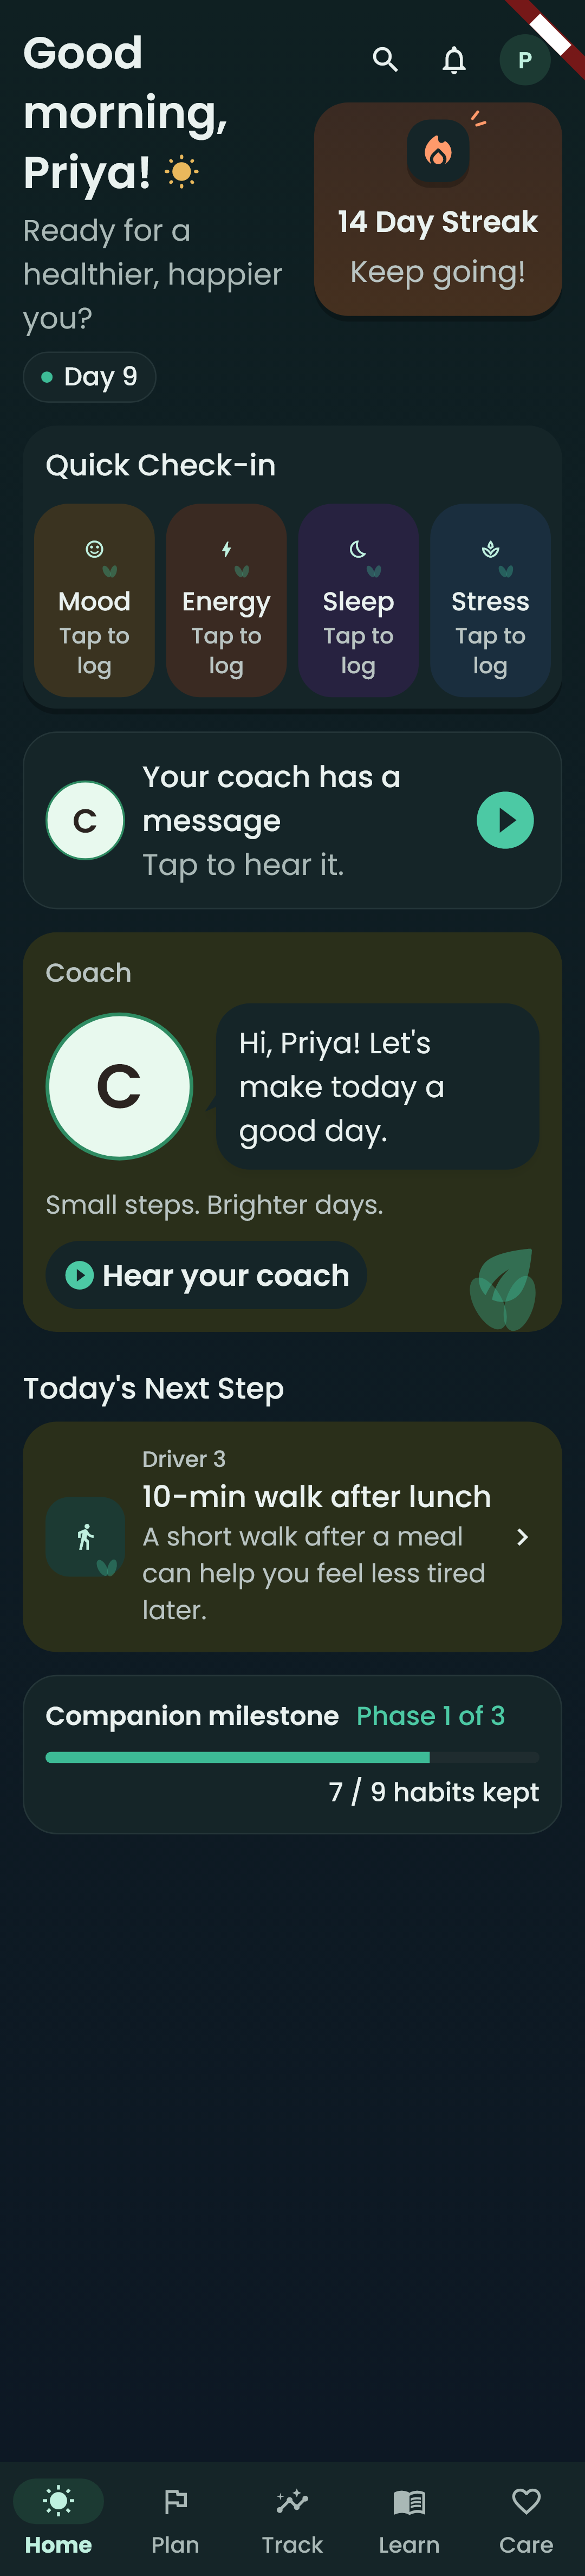 Good
morning,
Priya!
P
Ready for a
healthier, happier
you?
Day 9
14 Day Streak
Keep going!
Quick Check-in
Mood
Tap to
log
Energy
Tap to
log
Sleep
Tap to
log
Stress
Tap to
log
C
Your coach has a
message
Tap to hear it.
Coach
C
Hi, Priya! Let's
make today a
good day.
Small steps. Brighter days.
Hear your coach
Today's Next Step
Driver 3
10-min walk after lunch
A short walk after a meal
can help you feel less tired
later.
Companion milestone Phase 1 of 3
7 / 9 habits kept
Home Plan Track Learn Care